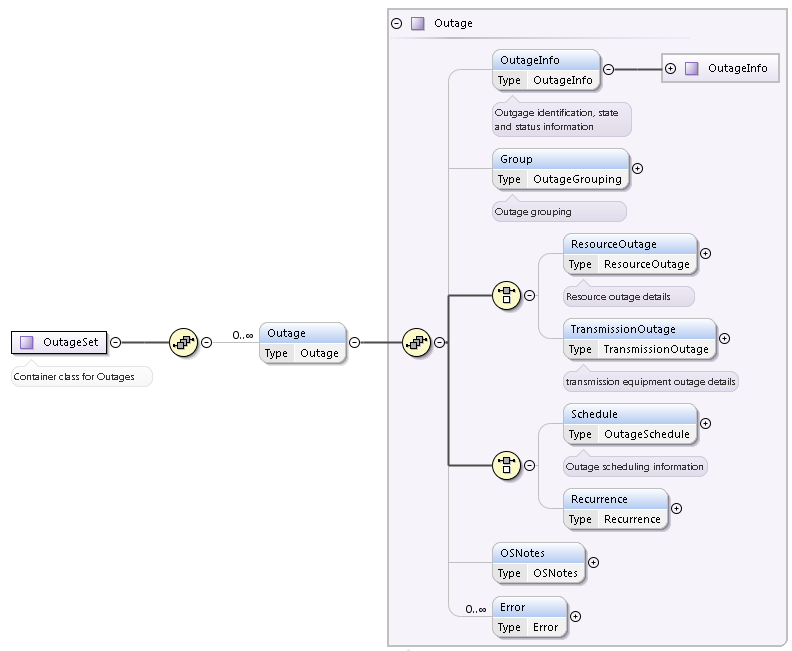 Outage
OutageInfo
Type OutageInfo
OutageInfo
Outgage identification, state
and status information
Group
Type OutageGrouping
Outage grouping
ResourceOutage
Type ResourceOutage
Resource outage details
OutageSet
Container class for Outages
0..∞
Outage
Type Outage
TransmissionOutage
Type TransmissionOutage
transmission equipment outage details
Schedule
Type OutageSchedule
Outage scheduling information
Recurrence
Type Recurrence
OSNotes
Type OSNotes
0..∞
Error
Type Error